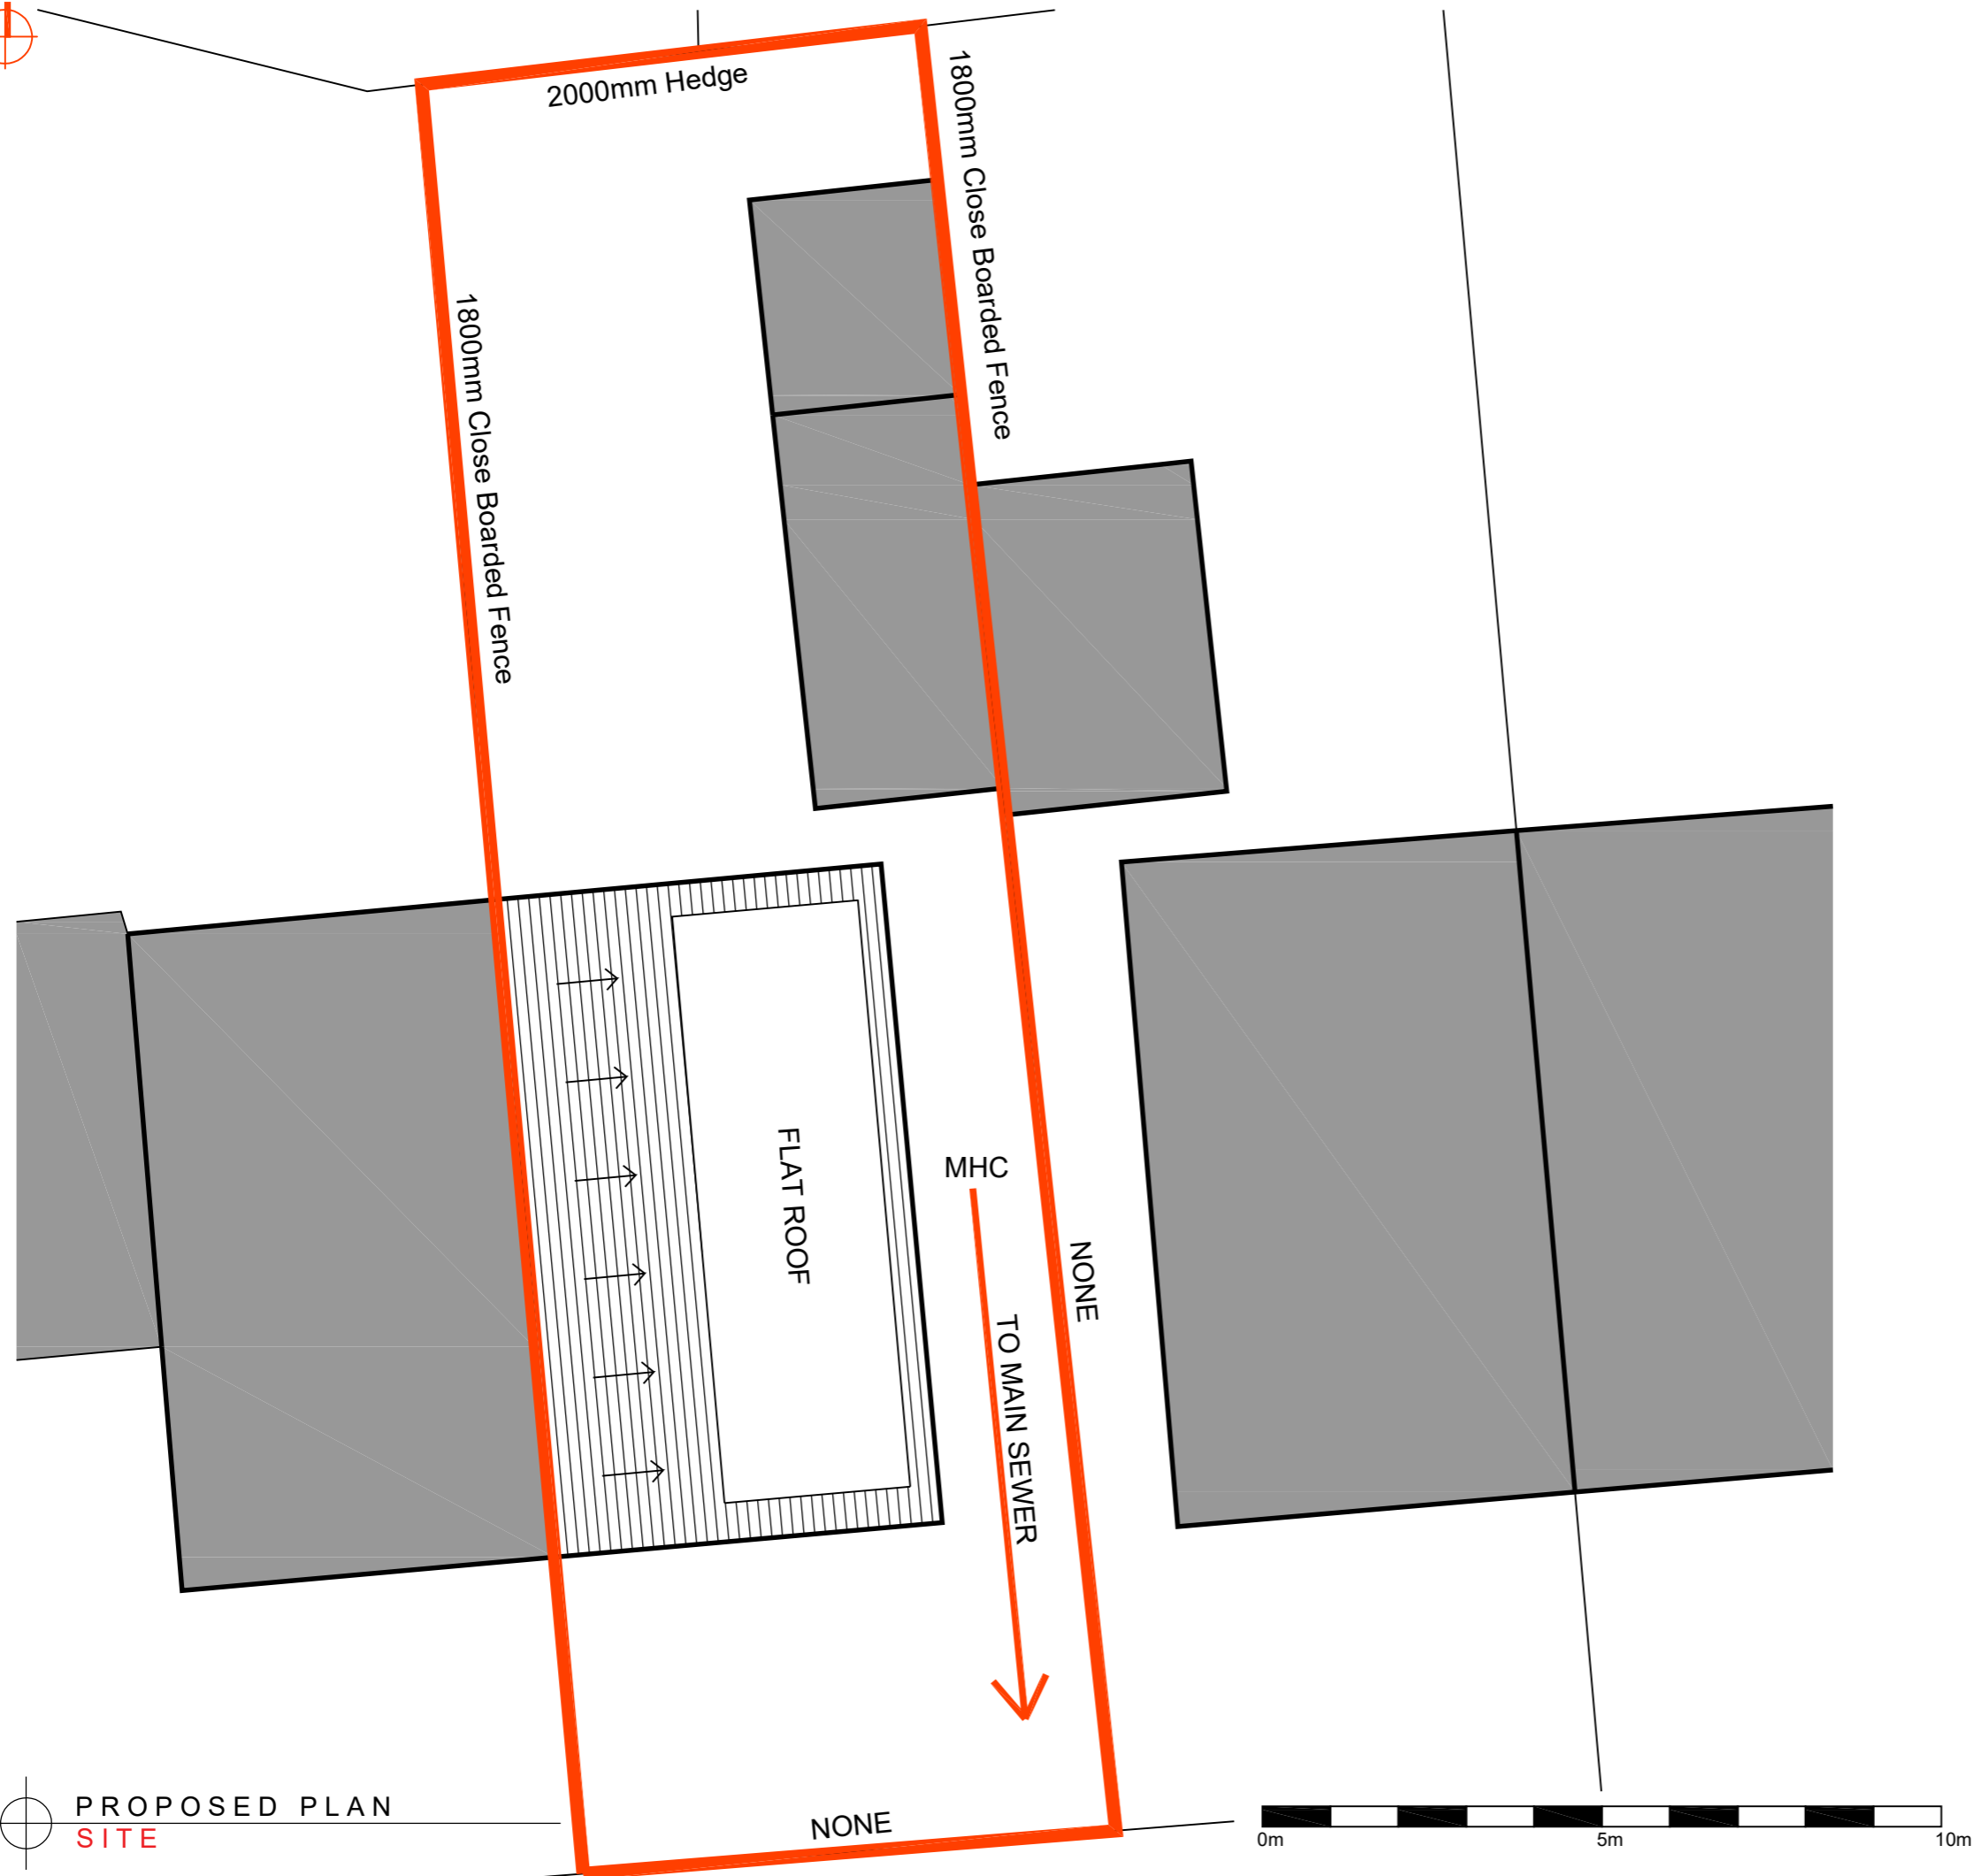 2000mm Hedge
1800mm Close Boarded Fence
1800mm Close Boarded Fence
FLAT ROOF
MHC
NONE
TO MAIN SEWER
NONE
PROPOSED PLAN
SITE
0m
5m
10m